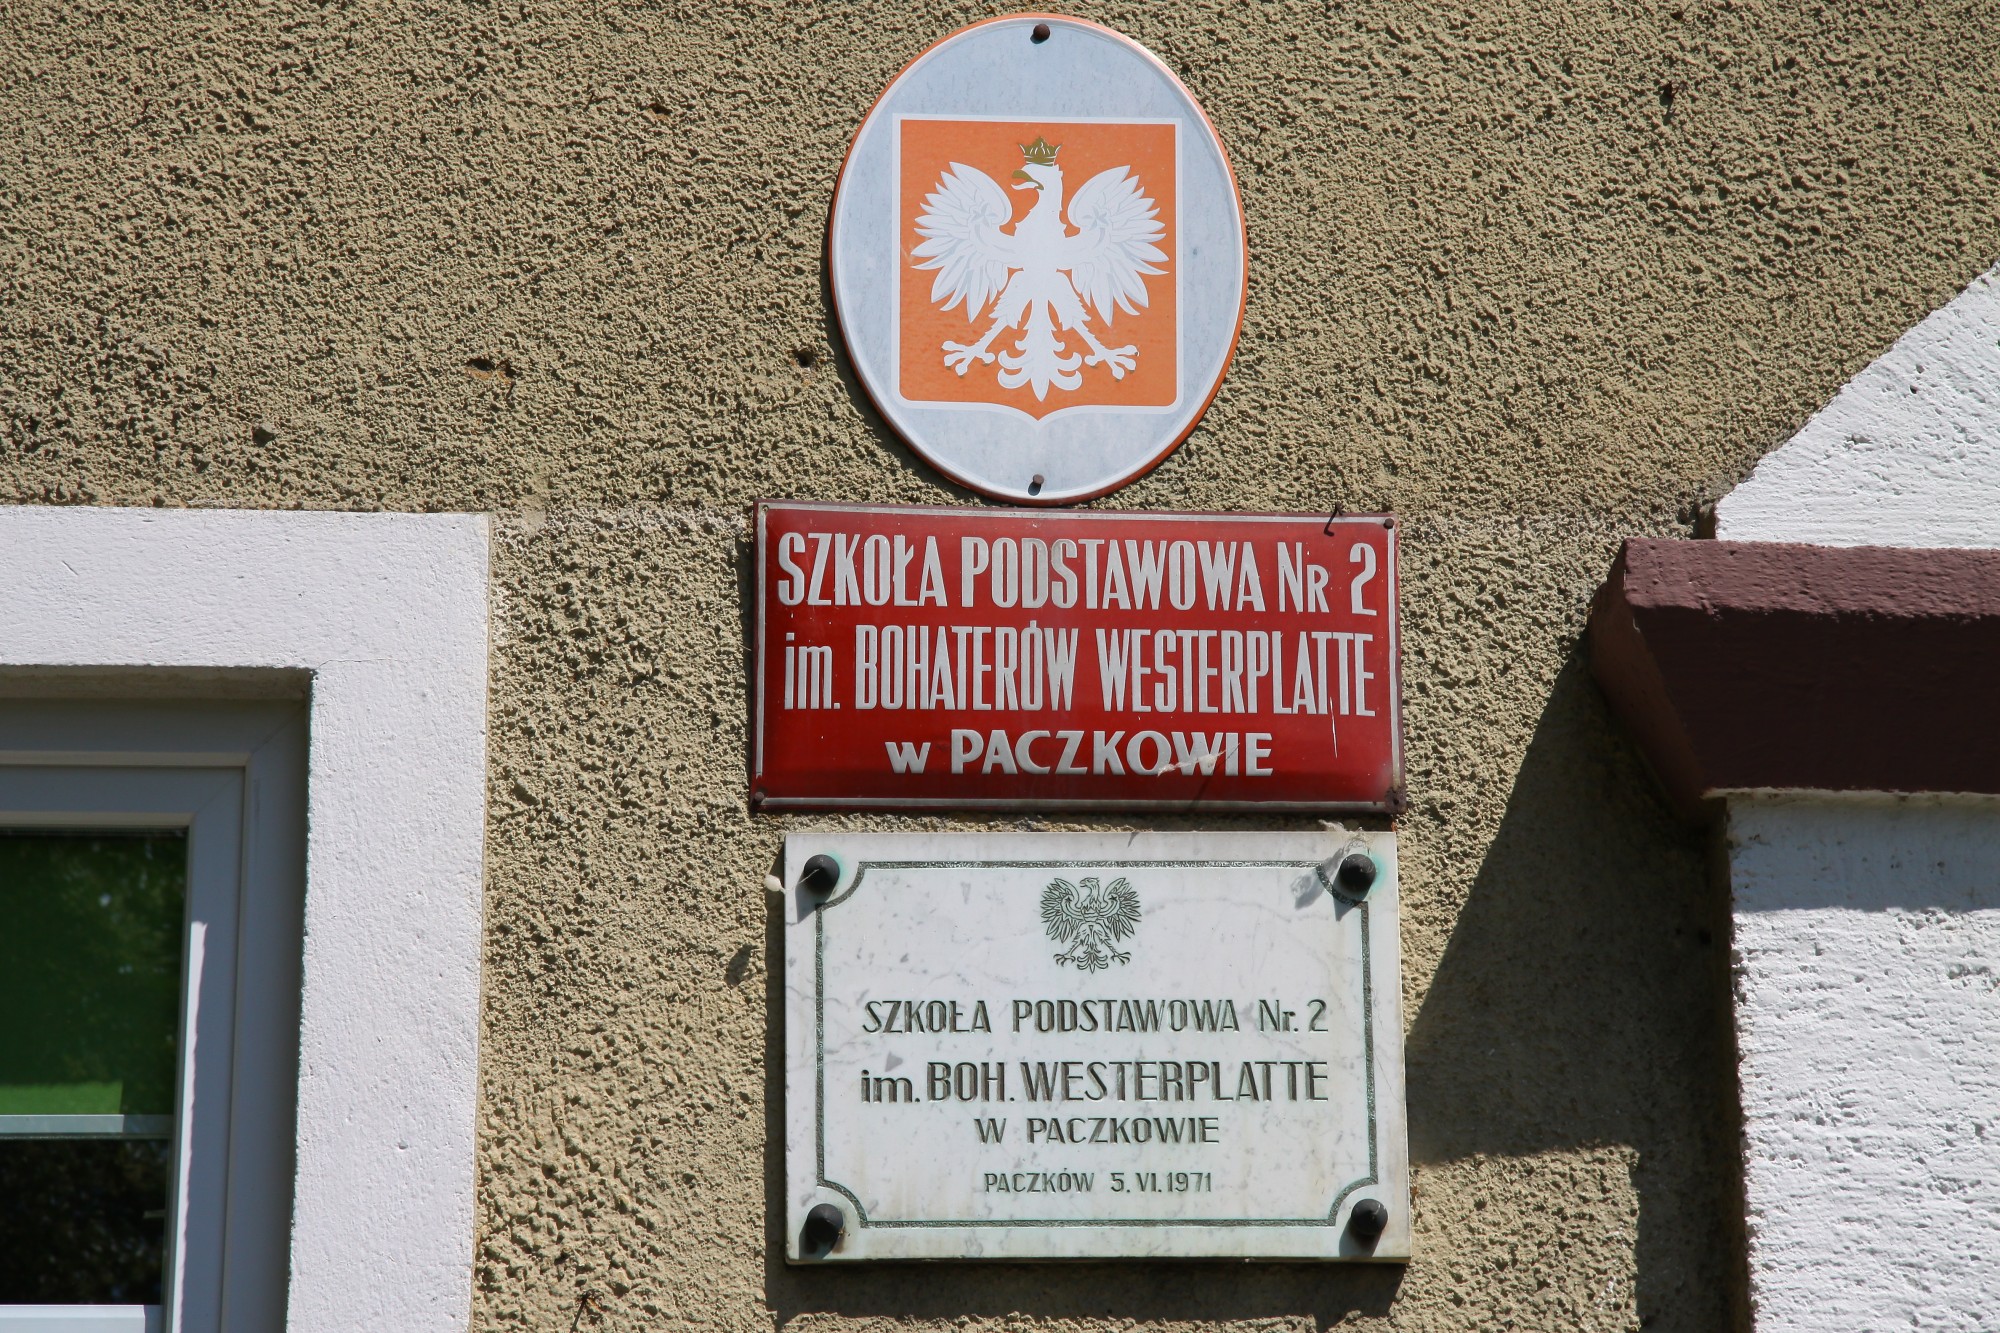 SZKOŁA PODSTAWOWA NR 2
im. BOHATERÓW WESTERPLATTE
w PACZKOWIE
SZKOŁA PODSTAWOWA Nr. 2
im. BOH. WESTERPLATTE
W PACZKOWIE
PACZKÓW 5. VI. 1971